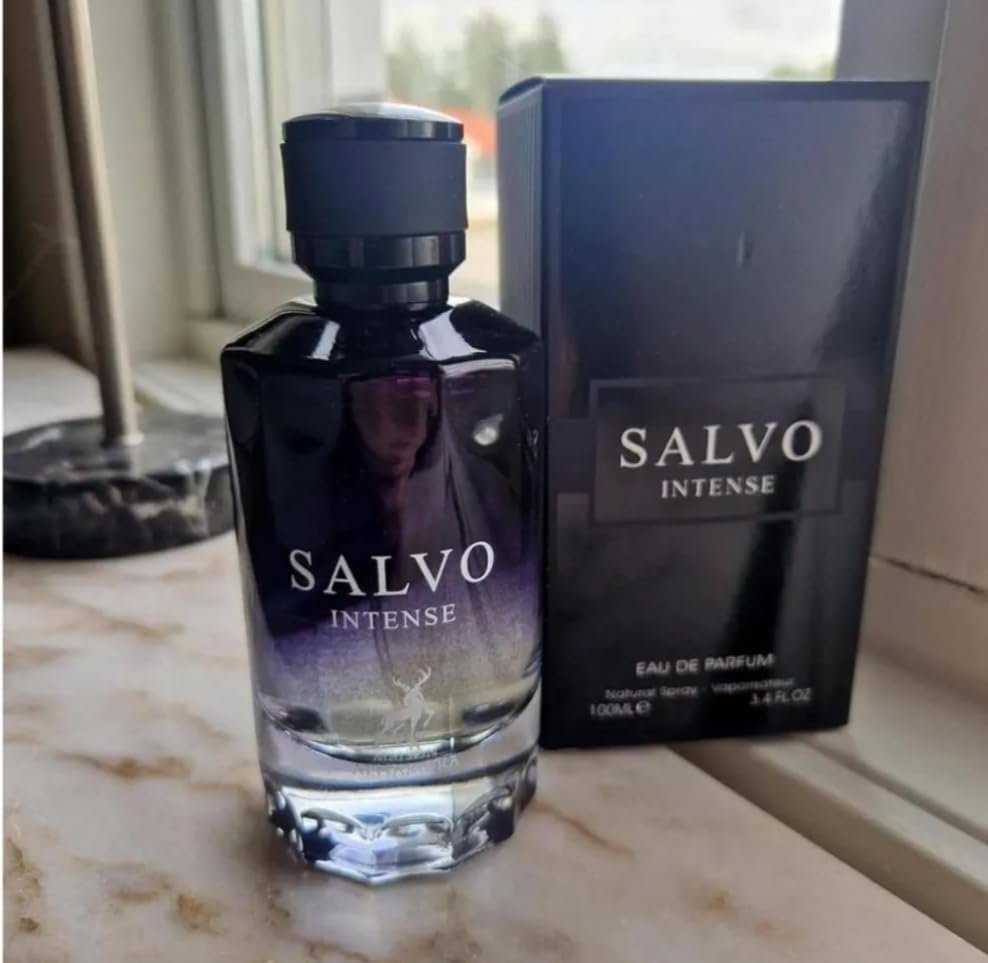 SALVO
INTENSE
SALVO
INTENSE
EAU DE PARFUM
Natural Spray - Vaporisateur
100ML e 3.4 FL OZ